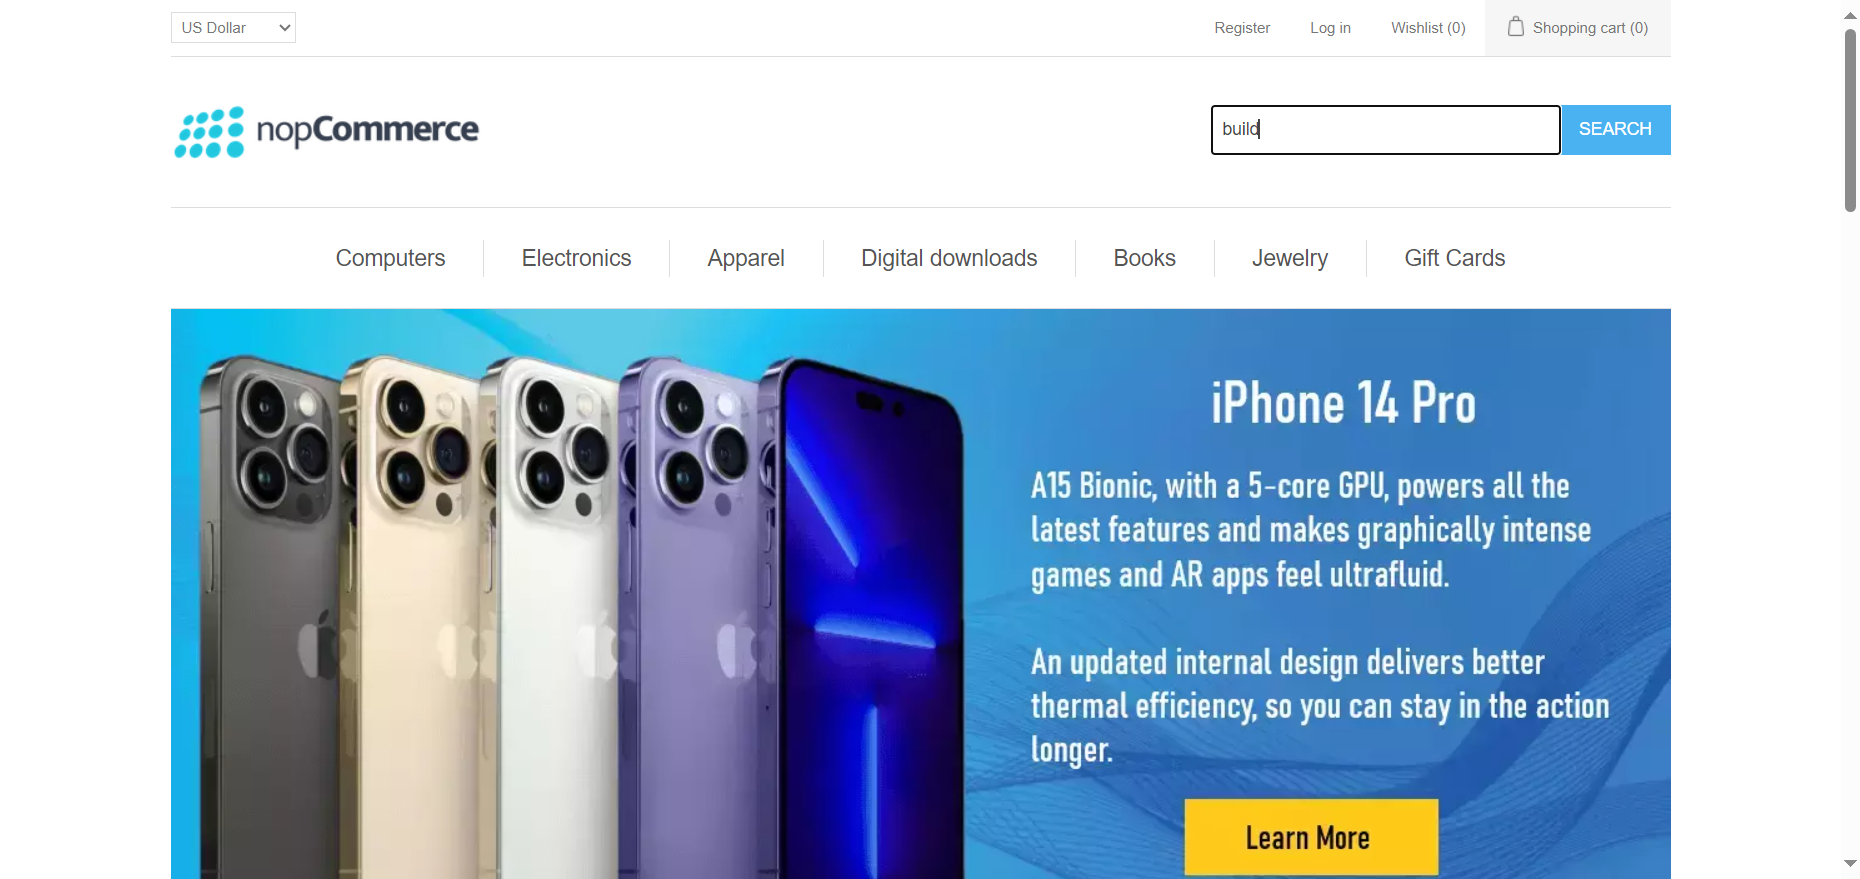 US Dollar
Register
Log in
Wishlist (0)
Shopping cart (0)
nopCommerce
build
SEARCH
Computers
Electronics
Apparel
Digital downloads
Books
Jewelry
Gift Cards
iPhone 14 Pro
A15 Bionic, with a 5-core GPU, powers all the
latest features and makes graphically intense
games and AR apps feel ultrafluid.
An updated internal design delivers better
thermal efficiency, so you can stay in the action
longer.
Learn More